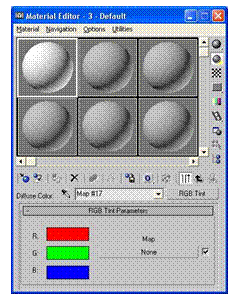 Material Editor - 3 - Default
Material Navigation Options Utilities
Diffuse Color: Map #17 RGB Tint
- RGB Tint Parameters
R:
Map
G:
None
B: